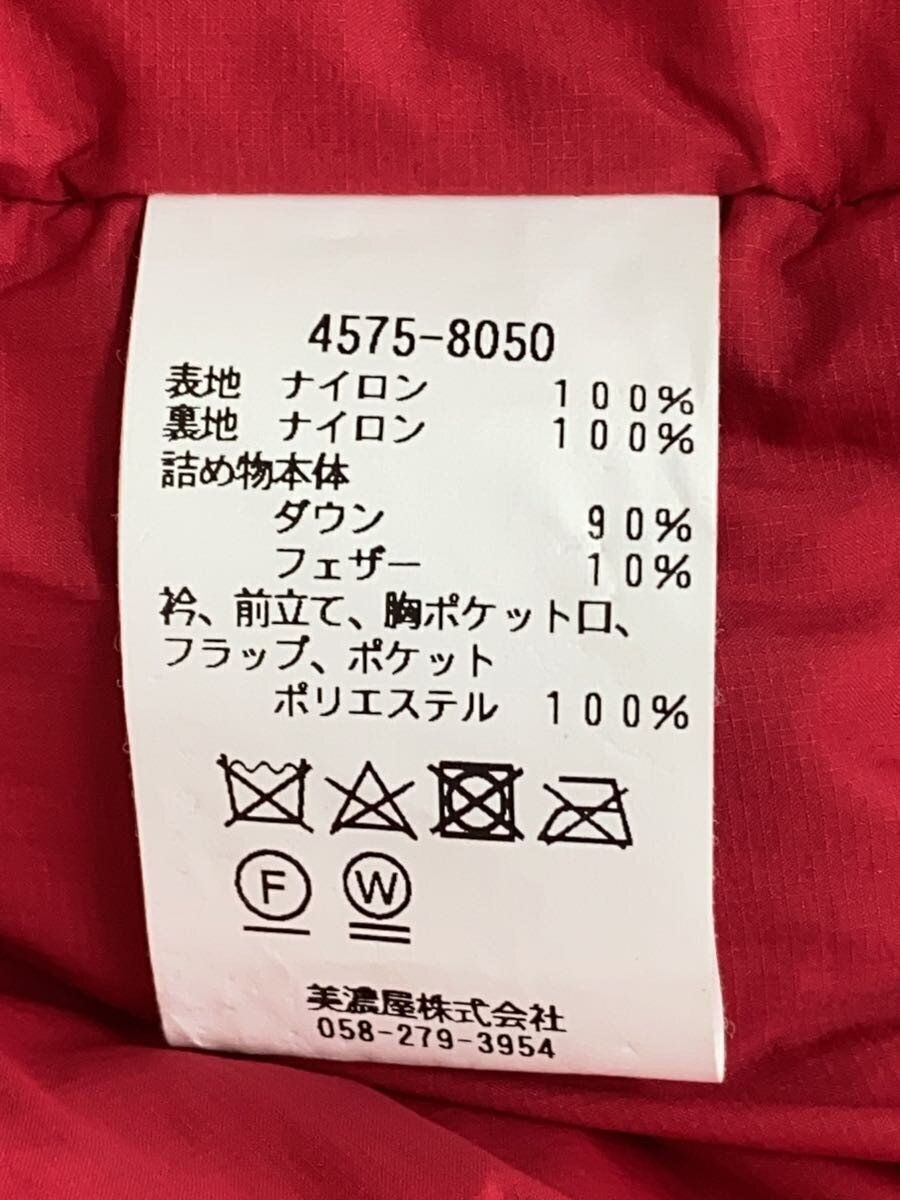 4575-8050
表地 ナイロン 100%
裏地 ナイロン 100%
詰め物本体
ダウン 90%
フェザー 10%
衿、前立て、胸ポケット口、
フラップ、ポケット
ポリエステル 100%
F W
美濃屋株式会社
058-279-3954